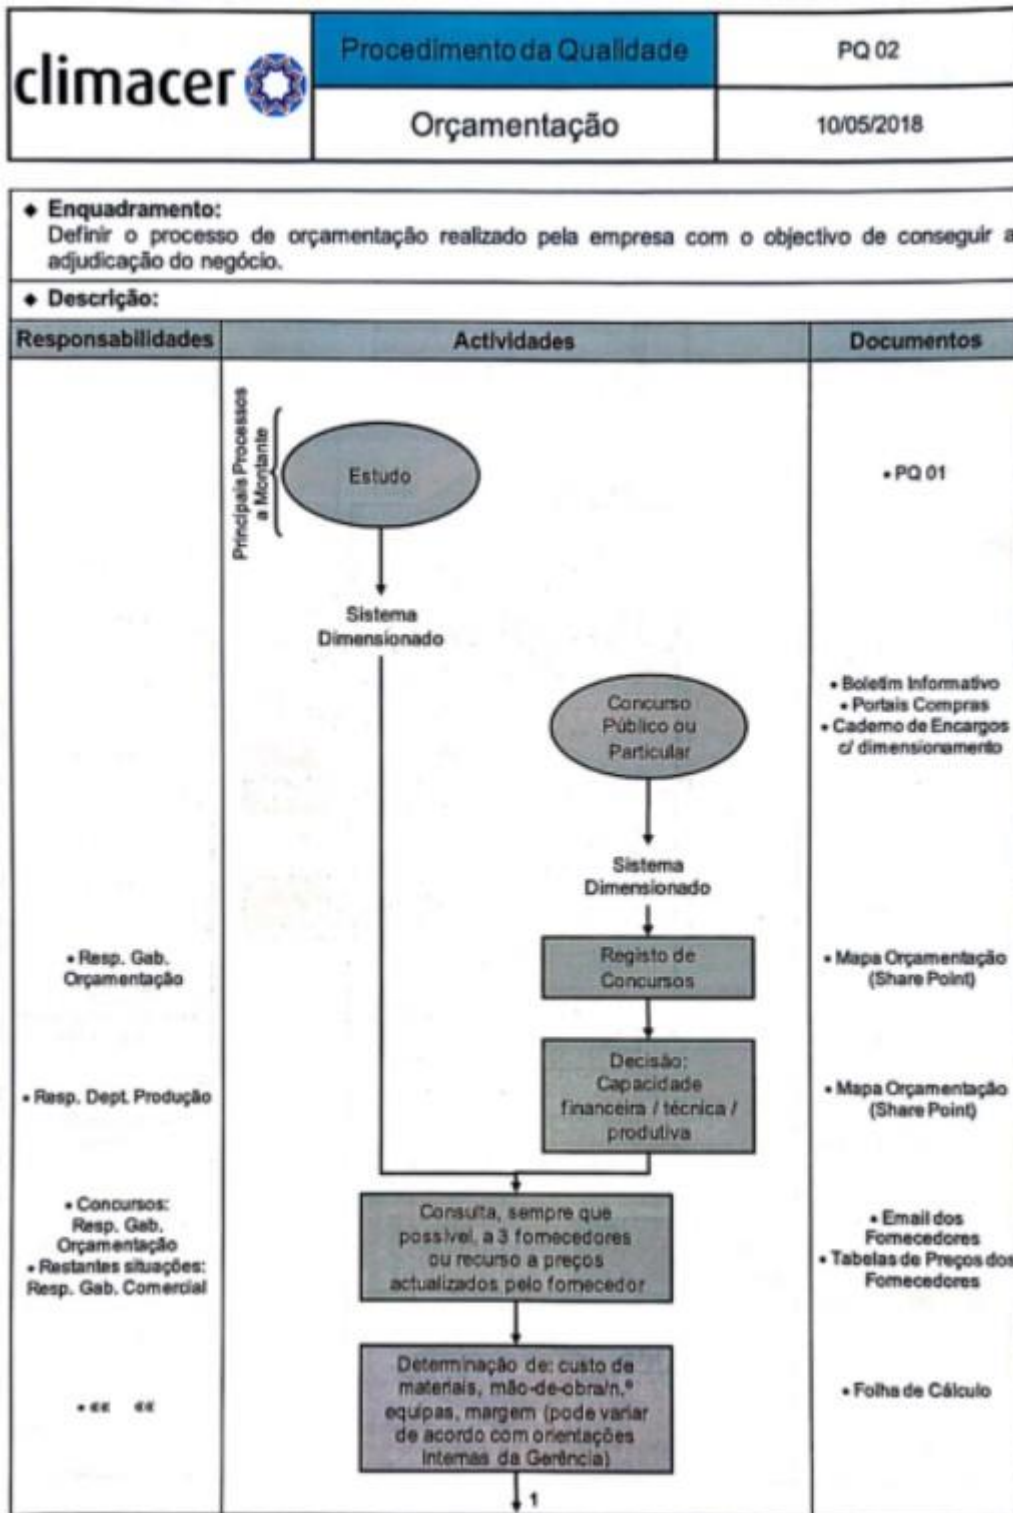 climacer
Procedimento da Qualidade
PQ 02
Orçamentação
10/05/2018
♦ Enquadramento:
Definir o processo de orçamentação realizado pela empresa com o objectivo de conseguir a
adjudicação do negócio.
♦ Descrição:
Responsabilidades
Actividades
Documentos
Principais Processos
a Montante
Estudo
• PQ 01
Sistema
Dimensionado
Concurso
Público ou
Particular
• Boletim Informativo
• Portais Compras
• Caderno de Encargos
c/ dimensionamento
Sistema
Dimensionado
• Resp. Gab.
Orçamentação
Registo de
Concursos
• Mapa Orçamentação
(Share Point)
• Resp. Dept. Produção
Decisão:
Capacidade
financeira / técnica /
produtiva
• Mapa Orçamentação
(Share Point)
• Concursos:
Resp. Gab.
Orçamentação
• Restantes situações:
Resp. Gab. Comercial
Consulta, sempre que
possível, a 3 fornecedores
ou recurso a preços
actualizados pelo fornecedor
• Email dos
Fornecedores
• Tabelas de Preços dos
Fornecedores
• «« ««
Determinação de: custo de
materiais, mão-de-obra/n.º
equipas, margem (pode variar
de acordo com orientações
Internas da Gerência)
• Folha de Cálculo
1